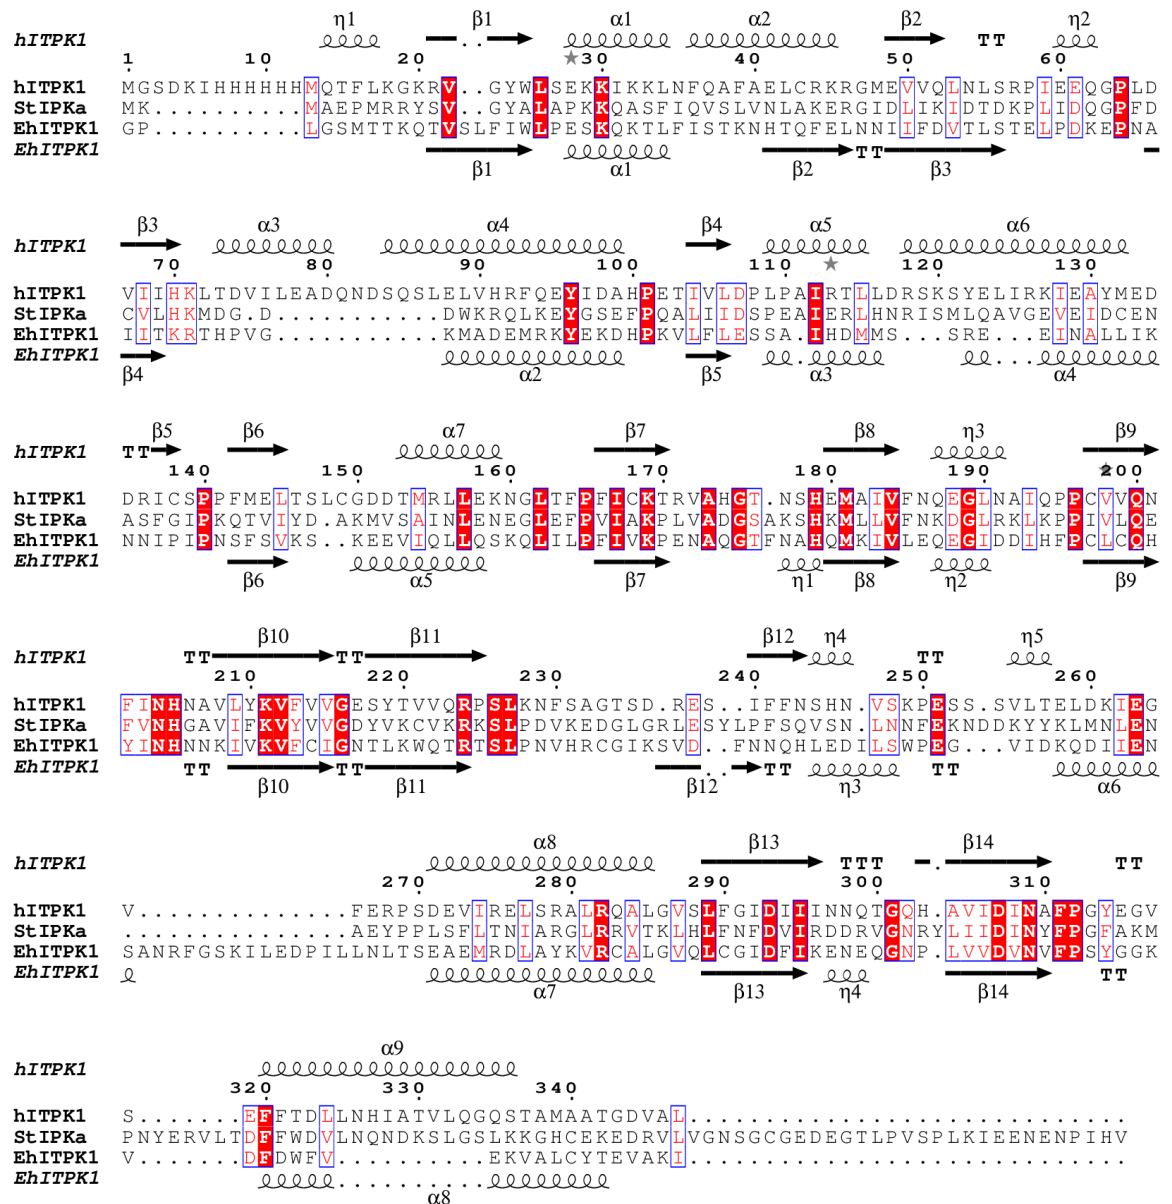 η1 β1 α1 α2 β2 η2
hITPK1 . . TT
1 10 20 30 40 50 60
hITPK1 MGSDKIHHHHHHMQTFLKGKRV..GYWLSEKKIKKLNFQAFAELCRKRGMEVVQLNLSRPIEEQGPLD
StIPKa MK..........MAEPMRRYSV..GYALAPKKQASFIQVSLVNLAKERGIDLIKIDTDKPLIDQGPFD
EhITPK1 GP..........LGSMTTKQTVSLFIWLPESKQKTLFISTKNHTQFELNNIIFDVTLSTELPDKEPNA
EhITPK1 TT
β1 α1 β2 β3
β3 α3 α4 β4 α5 α6
hITPK1
70 80 90 100 110 120 130
hITPK1 VIIHKLTDVILEADQNDSQSLELVHRFQEYIDAHPETIVLDPLPAIRTLLDRSKSYELIRKIEAYMED
StIPKa CVLHKMDG.D...........DWKRQLKEYGSEFPQALIIDSPEAIERLHNRISMLQAVGEVEIDCEN
EhITPK1 IITKRTHPVG...........KMADEMRKYEKDHPKVLFLESSA.IHDMMS...SRE...EINALLIK
EhITPK1 ... ...
β4 α2 β5 α3 α4
β5 β6 α7 β7 β8 η3 β9
hITPK1 TT
140 150 160 170 180 190 200
hITPK1 DRICSPPFMELTSLCGDDTMRLLEKNGLTFPFICKTRVAHGT.NSHEMAIVFNQEGLNAIQPPCVVQN
StIPKa ASFGIPKQTVIYD.AKMVSAINLENEGLEFPVIAKPLVADGSAKSHKMLLVFNKDGLRKLKPPIVLQE
EhITPK1 NNIPIPNSFSVKS..KEEVIQLLQSKQLILPFIVKPENAQGTFNAHQMKIVLEQEGIDDIHFPCLCQH
EhITPK1
β6 α5 β7 η1 β8 η2 β9
β10 β11 β12 η4 η5
hITPK1 TT TT TT
210 220 230 240 250 260
hITPK1 FINHNAVLYKVFVVGESYTVVQRPSLKNFSAGTSD.RES..IFFNSHN.VSKPESS.SVLTELDKIEG
StIPKa FVNHGAVIFKVYVVGDYVKCVKRKSLPDVKEDGLGRLESYLPFSQVSN.LNNFEKNDDKYYKLMNLEN
EhITPK1 YINHNNKIVKVFCIGNTLKWQTRTSLPNVHRCGIKSVD..FNNQHLEDILSWPEG...VIDKQDIIEN
EhITPK1 TT TT .. TT TT
β10 β11 β12 η3 α6
α8 β13 β14
hITPK1 TTT . TT
270 280 290 300 310
hITPK1 V..............FERPSDEVIRELSRALRQALGVSLFGIDIIINNQTGQH.AVIDINAFPGYEGV
StIPKa ...............AEYPPLSFLTNIARGLRRVTKLHLFNFDVIRDDRVGNRYLIIDINYFPGFAKM
EhITPK1 SANRFGSKILEDPILLNLTSEAEMRDLAYKVRCALGVQLCGIDFIKENEQGNP.LVVDVNVFPSYGGK
EhITPK1 TT
α7 β13 η4 β14
α9
hITPK1
320 330 340
hITPK1 S.......EFFTDLLNHIATVLQGQSTAMAATGDVAL.............................
StIPKa PNYERVLTDFFWDVLNQNDKSLGSLKKGHCEKEDRVLVGNSGCGEDEGTLPVSPLKIEENENPIHV
EhITPK1 V.......DFDWFV..........EKVALCYTEVAKI.............................
EhITPK1 ..........
α8